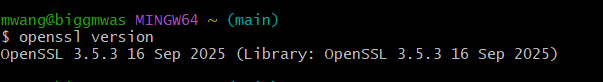 mwang@biggmwas MINGW64 ~ (main)
$ openssl version
OpenSSL 3.5.3 16 Sep 2025 (Library: OpenSSL 3.5.3 16 Sep 2025)